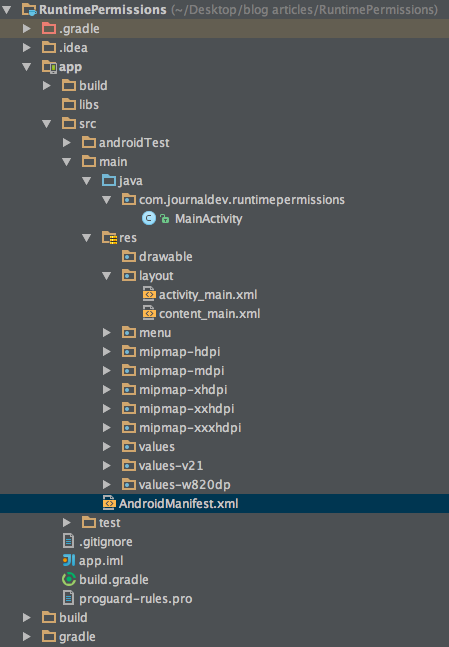 RuntimePermissions (~/Desktop/blog articles/RuntimePermissions)
.gradle
.idea
app
build
libs
src
androidTest
main
java
com.journaldev.runtimepermissions
C MainActivity
res
drawable
layout
activity_main.xml
content_main.xml
menu
mipmap-hdpi
mipmap-mdpi
mipmap-xhdpi
mipmap-xxhdpi
mipmap-xxxhdpi
values
values-v21
values-w820dp
AndroidManifest.xml
test
.gitignore
app.iml
build.gradle
proguard-rules.pro
build
gradle